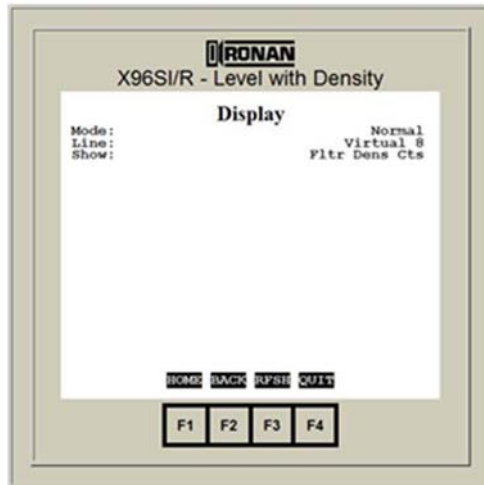 RONAN
X96SI/R - Level with Density
Display
Mode: Normal
Line: Virtual 8
Show: Fltr Dens Cts
HOME BACK RFSH QUIT
F1 F2 F3 F4